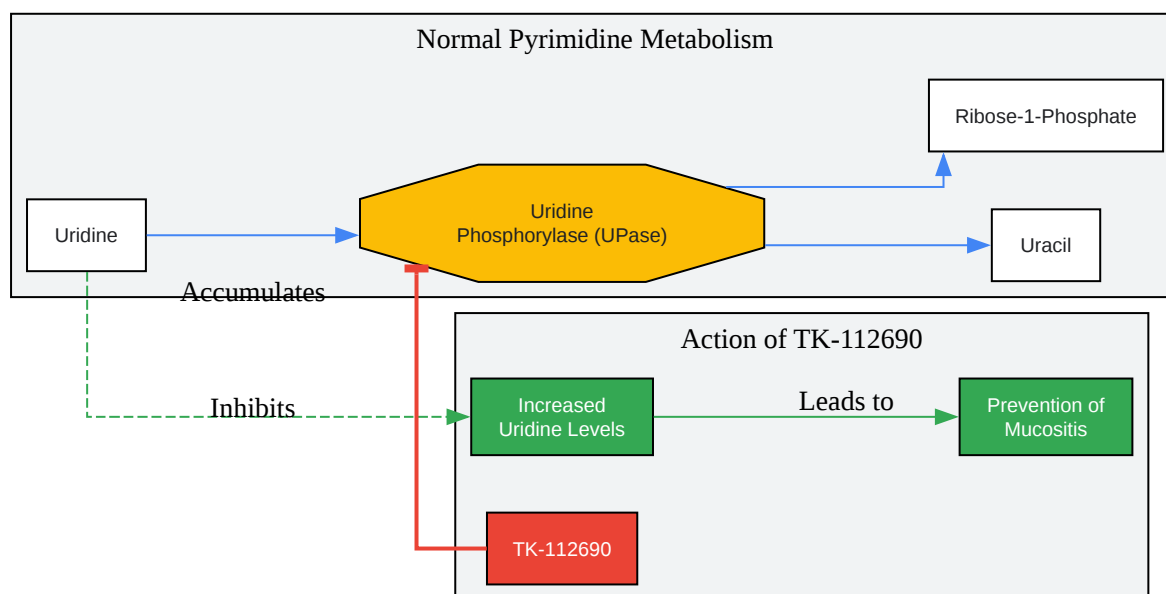 Normal Pyrimidine Metabolism
Ribose-1-Phosphate
Uridine
Uridine
Phosphorylase (UPase)
Uracil
Accumulates
Action of TK-112690
Inhibits
Increased
Uridine Levels
Leads to
Prevention of
Mucositis
TK-112690